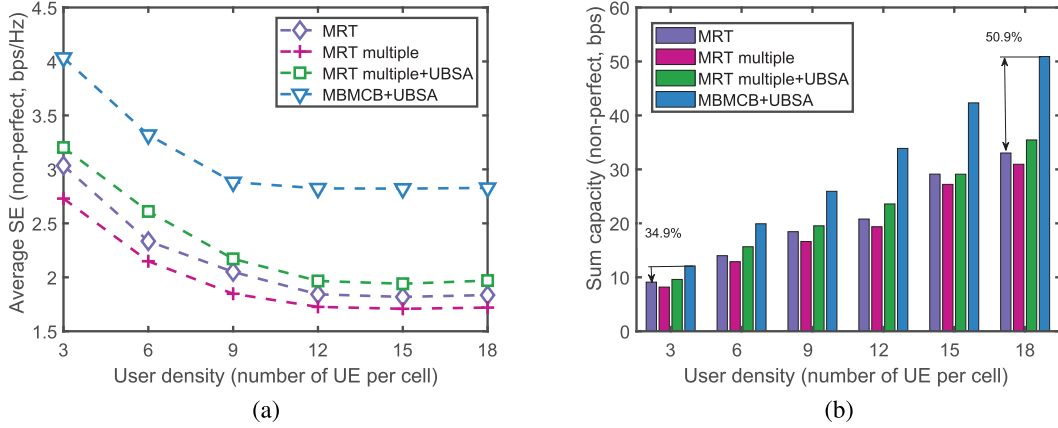 4.5
4
3.5
3
2.5
2
1.5
3 6 9 12 15 18
Average SE (non-perfect, bps/Hz)
User density (number of UE per cell)
MRT
MRT multiple
MRT multiple+UBSA
MBMCB+UBSA
(a)
60
50
40
30
20
10
0
3 6 9 12 15 18
Sum capacity (non-perfect, bps)
User density (number of UE per cell)
MRT
MRT multiple
MRT multiple+UBSA
MBMCB+UBSA
34.9%
50.9%
(b)